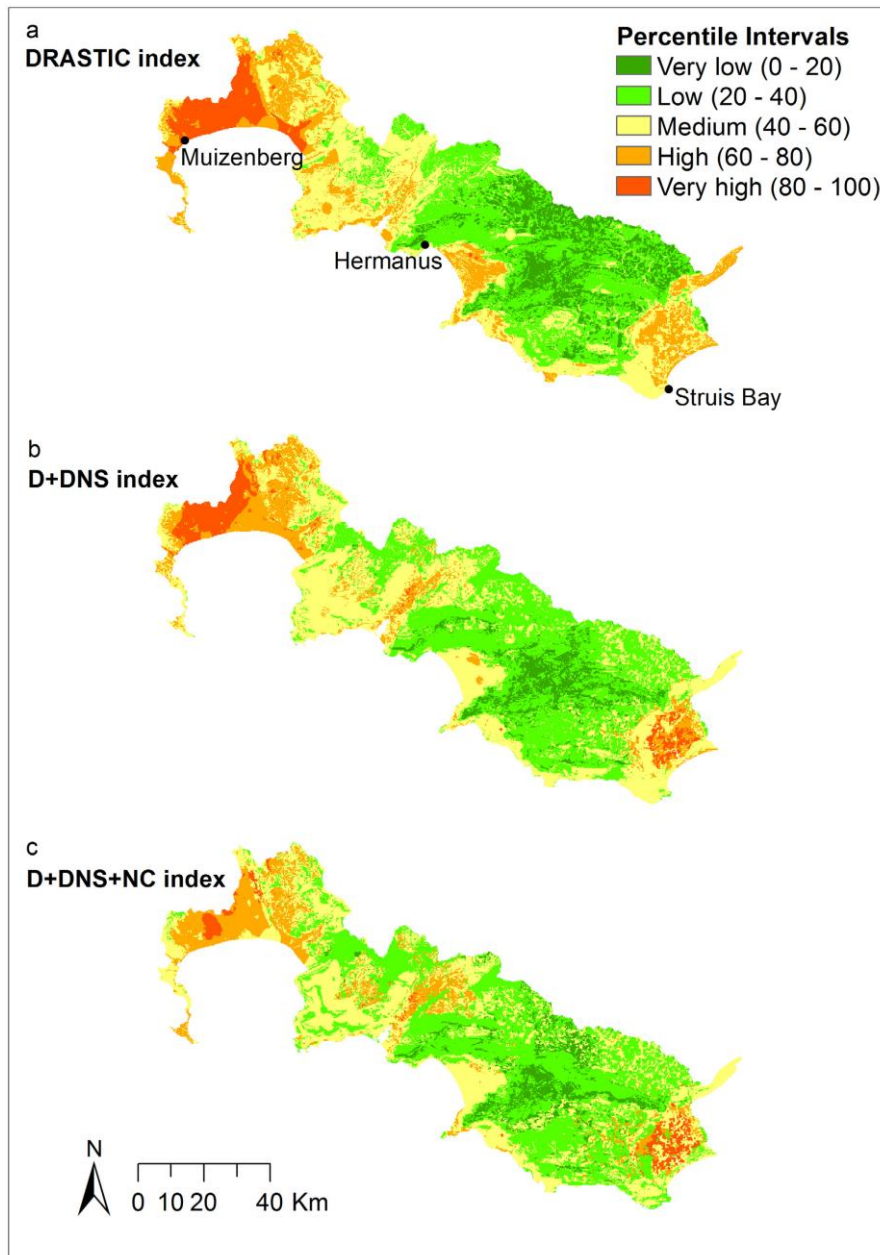 a
DRASTIC index
Percentile Intervals
Very low (0 - 20)
Low (20 - 40)
Medium (40 - 60)
High (60 - 80)
Very high (80 - 100)
Muizenberg
Hermanus
Struis Bay
b
D+DNS index
c
D+DNS+NC index
N
0 10 20 40 Km